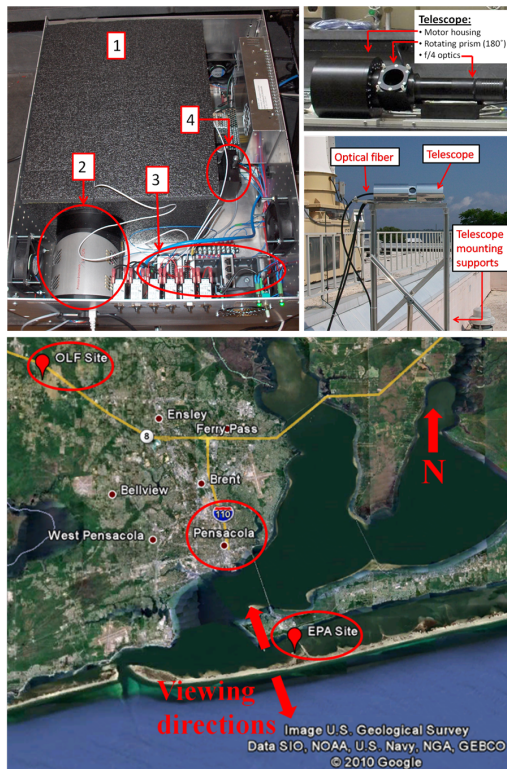 1
4
2
3
Telescope:
• Motor housing
• Rotating prism (180˚)
• f/4 optics
Optical fiber
Telescope
Telescope
mounting
supports
OLF Site
Ensley
8
Ferry Pass
Bellview
Brent
110
West Pensacola
Pensacola
N
EPA Site
Viewing
directions
Image U.S. Geological Survey
Data SIO, NOAA, U.S. Navy, NGA, GEBCO
© 2010 Google